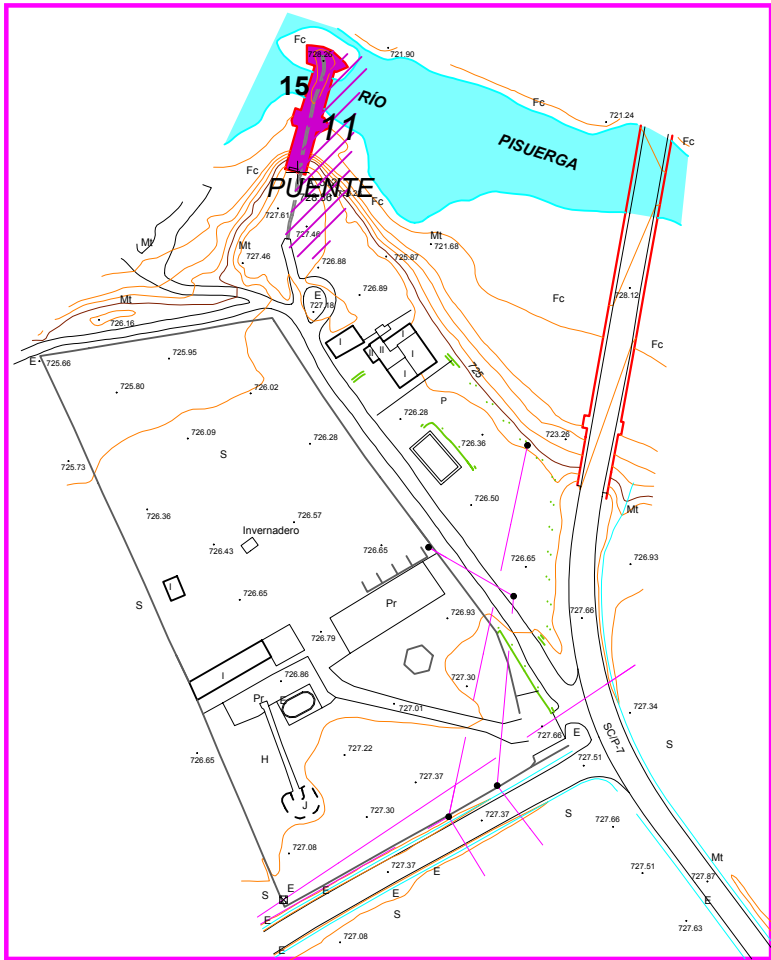 Fc
728.26
721.90
15
RÍO
Fc
721.24
11
PISUERGA
Fc
Fc
PUENTE
Fc
727.61
727.46
Mt
Mt
Mt
721.68
727.46
726.88
725.87
Mt
E
726.89
Fc
728.12
727.18
726.16
Fc
E
725.66
725.95
I
II
II
I
I
I
725
725.80
726.02
P
726.28
726.09
726.28
726.36
723.26
S
725.73
726.36
726.57
726.50
Mt
Invernadero
726.43
726.65
726.65
726.93
I
726.65
Pr
S
726.93
727.66
726.79
I
726.86
727.30
Pr
E
727.01
727.34
727.66
E
SC/P-7
S
726.65
727.22
H
727.51
727.37
J
727.30
727.37
S
727.66
727.08
727.37
E
727.51
Mt
727.87
S
E
E
E
E
E
S
727.63
E
727.08